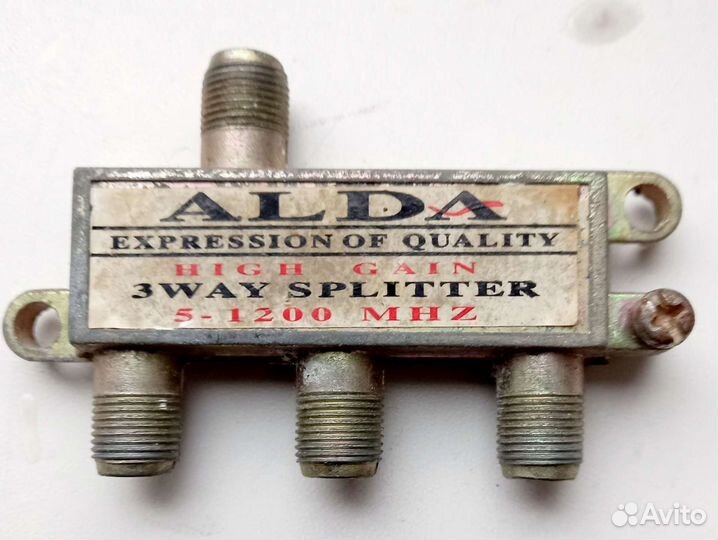 ALDA
EXPRESSION OF QUALITY
HIGH GAIN
3WAY SPLITTER
5-1200 MHZ
Avito